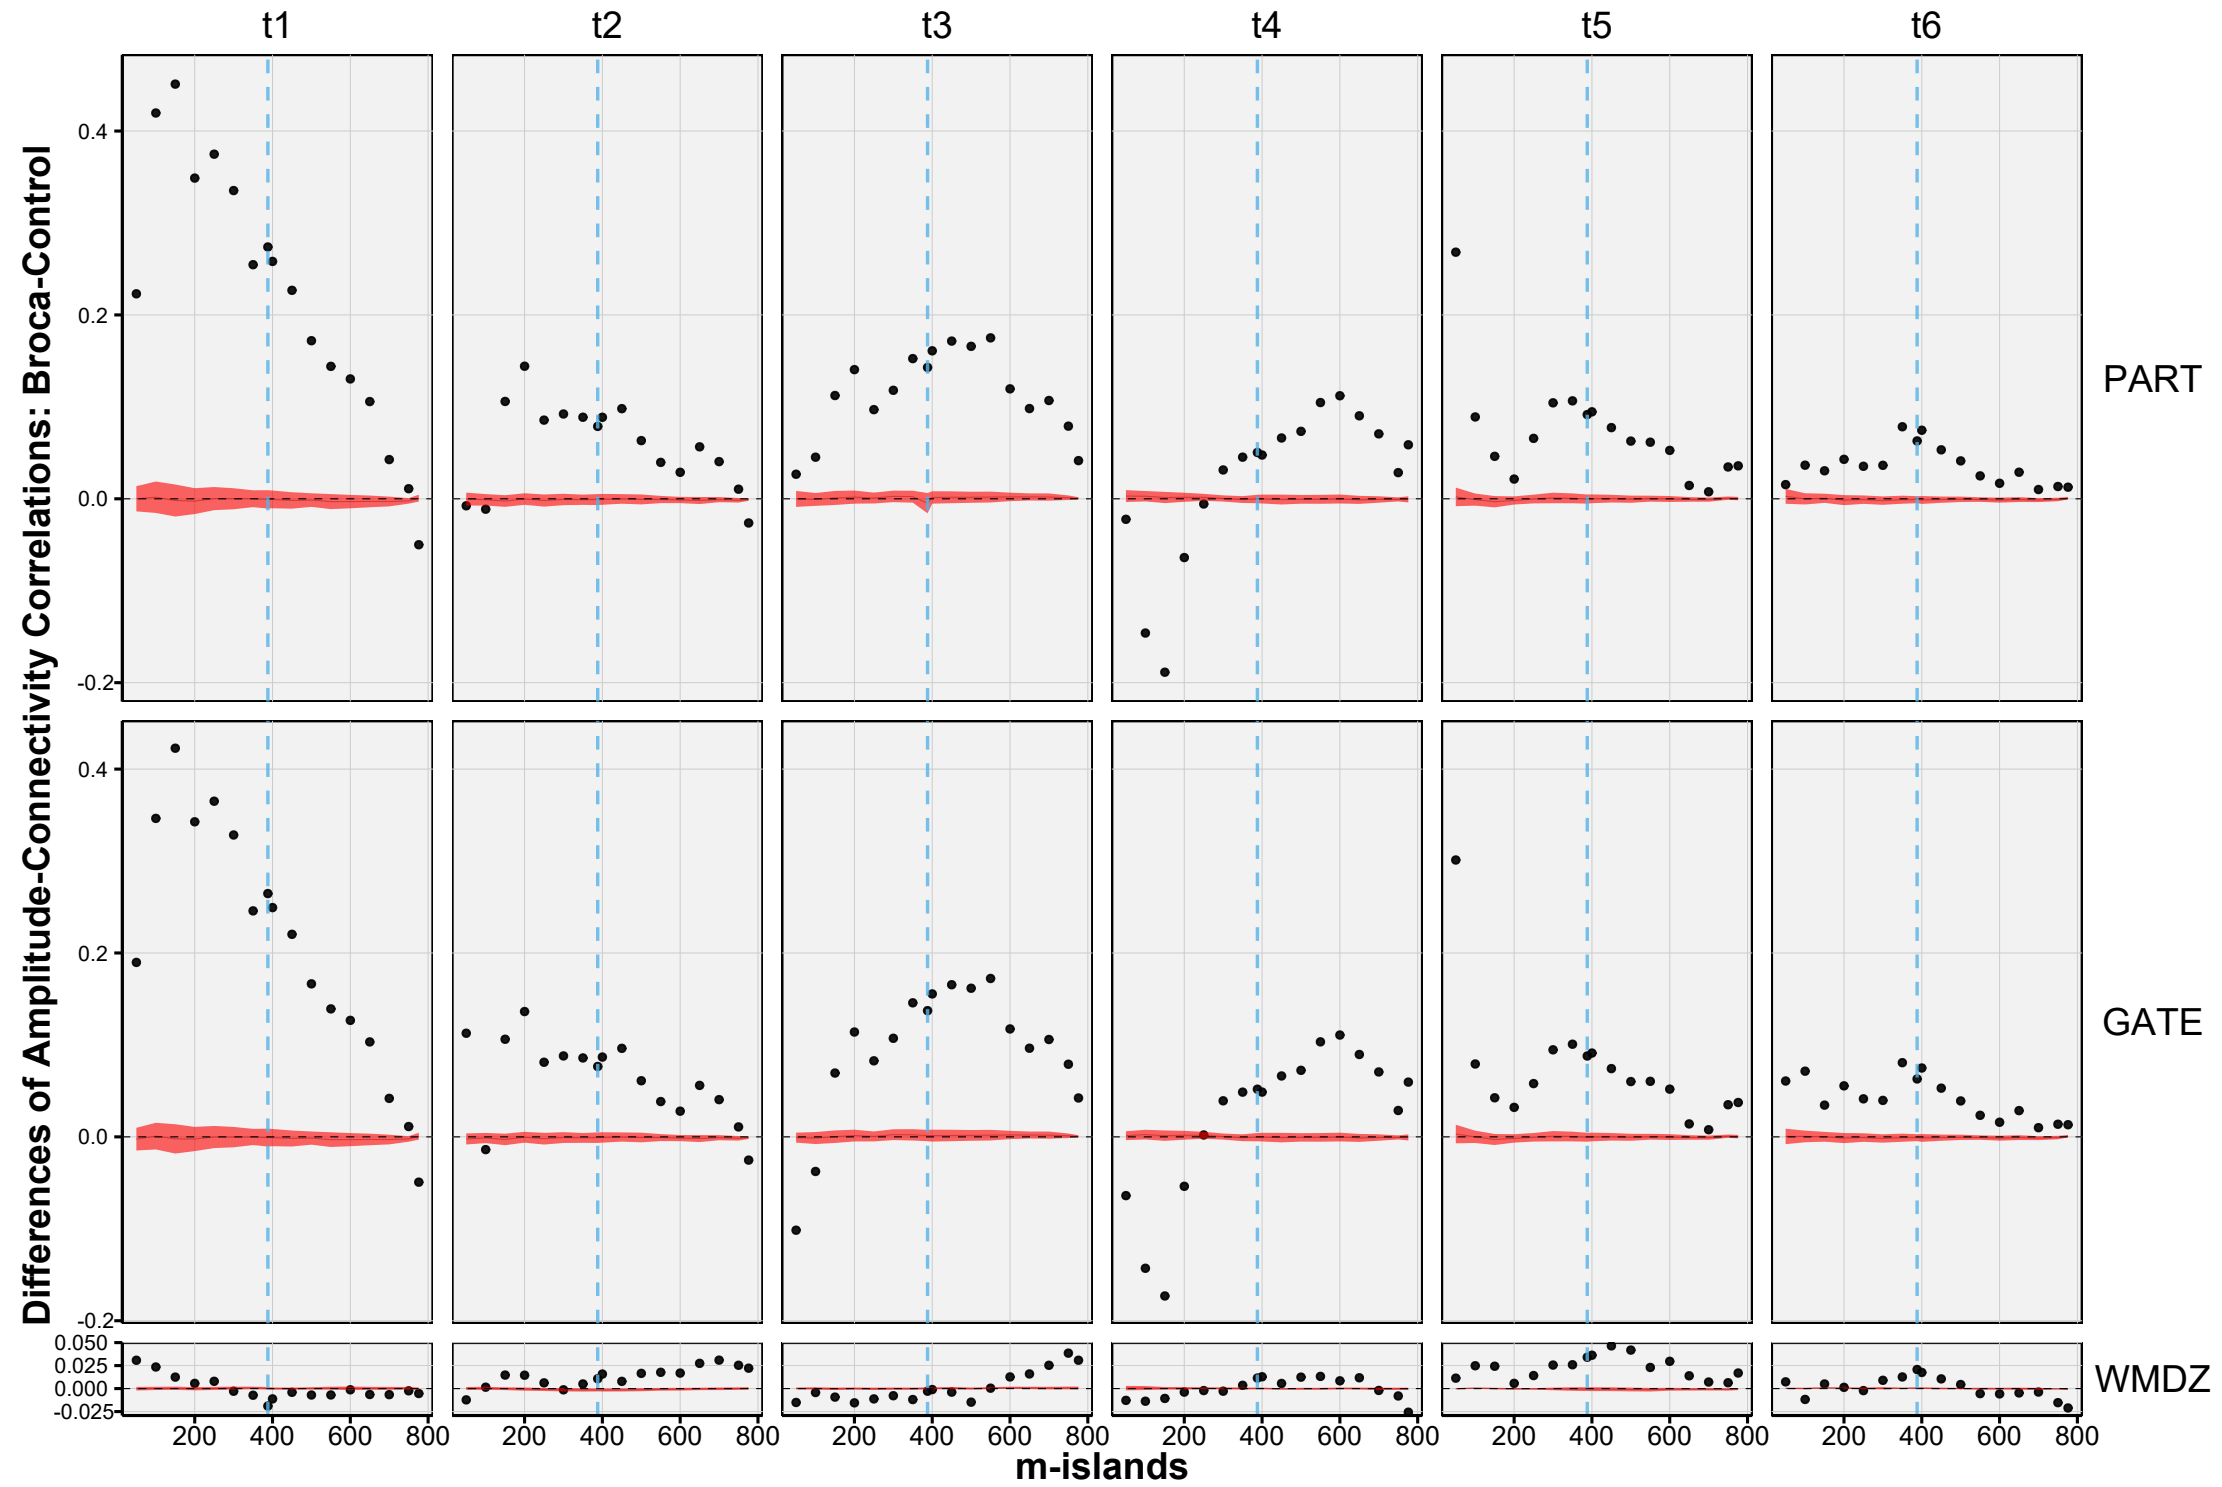 t1 t2 t3 t4 t5 t6
Differences of Amplitude-Connectivity Correlations: Broca-Control
0.4
0.2
0.0
-0.2
PART
0.4
0.2
0.0
-0.2
GATE
0.050
0.025
0.000
-0.025
WMDZ
200 400 600 800 200 400 600 800 200 400 600 800 200 400 600 800 200 400 600 800 200 400 600 800
m-islands